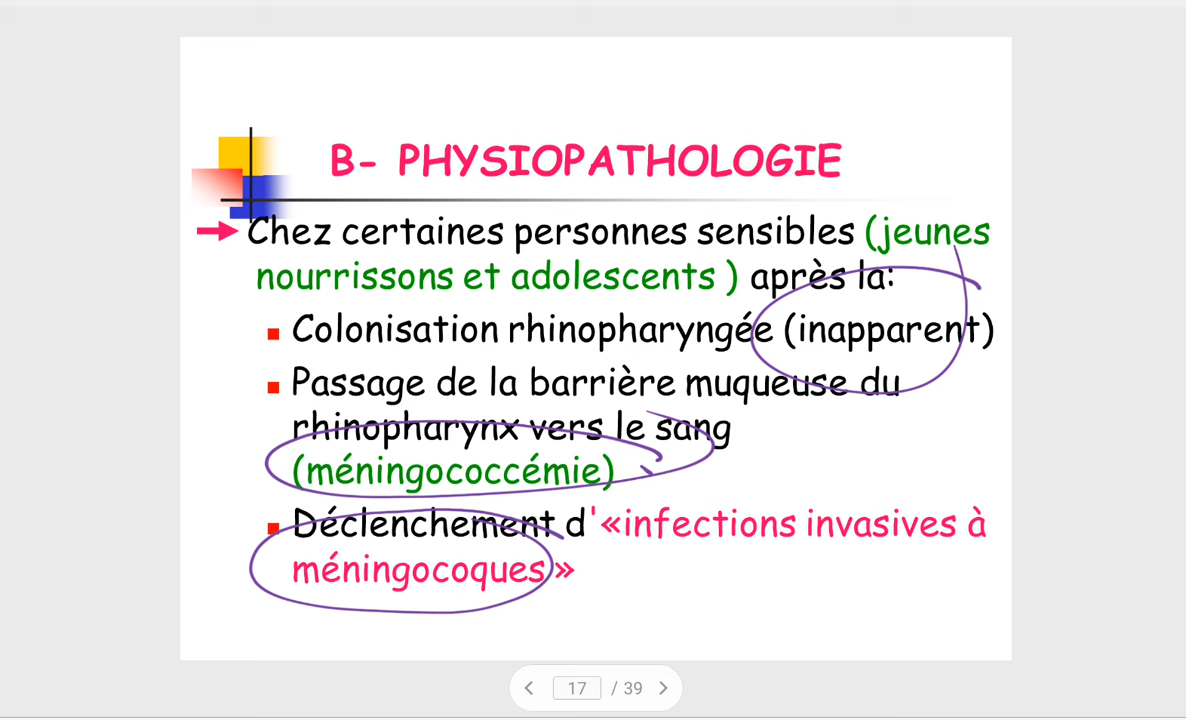 B- PHYSIOPATHOLOGIE
Chez certaines personnes sensibles (jeunes
nourrissons et adolescents ) après la:
Colonisation rhinopharyngée (inapparent)
Passage de la barrière muqueuse du
rhinopharynx vers le sang
(méningococcémie)
Déclenchement d'«infections invasives à
méningocoques»
17 / 39